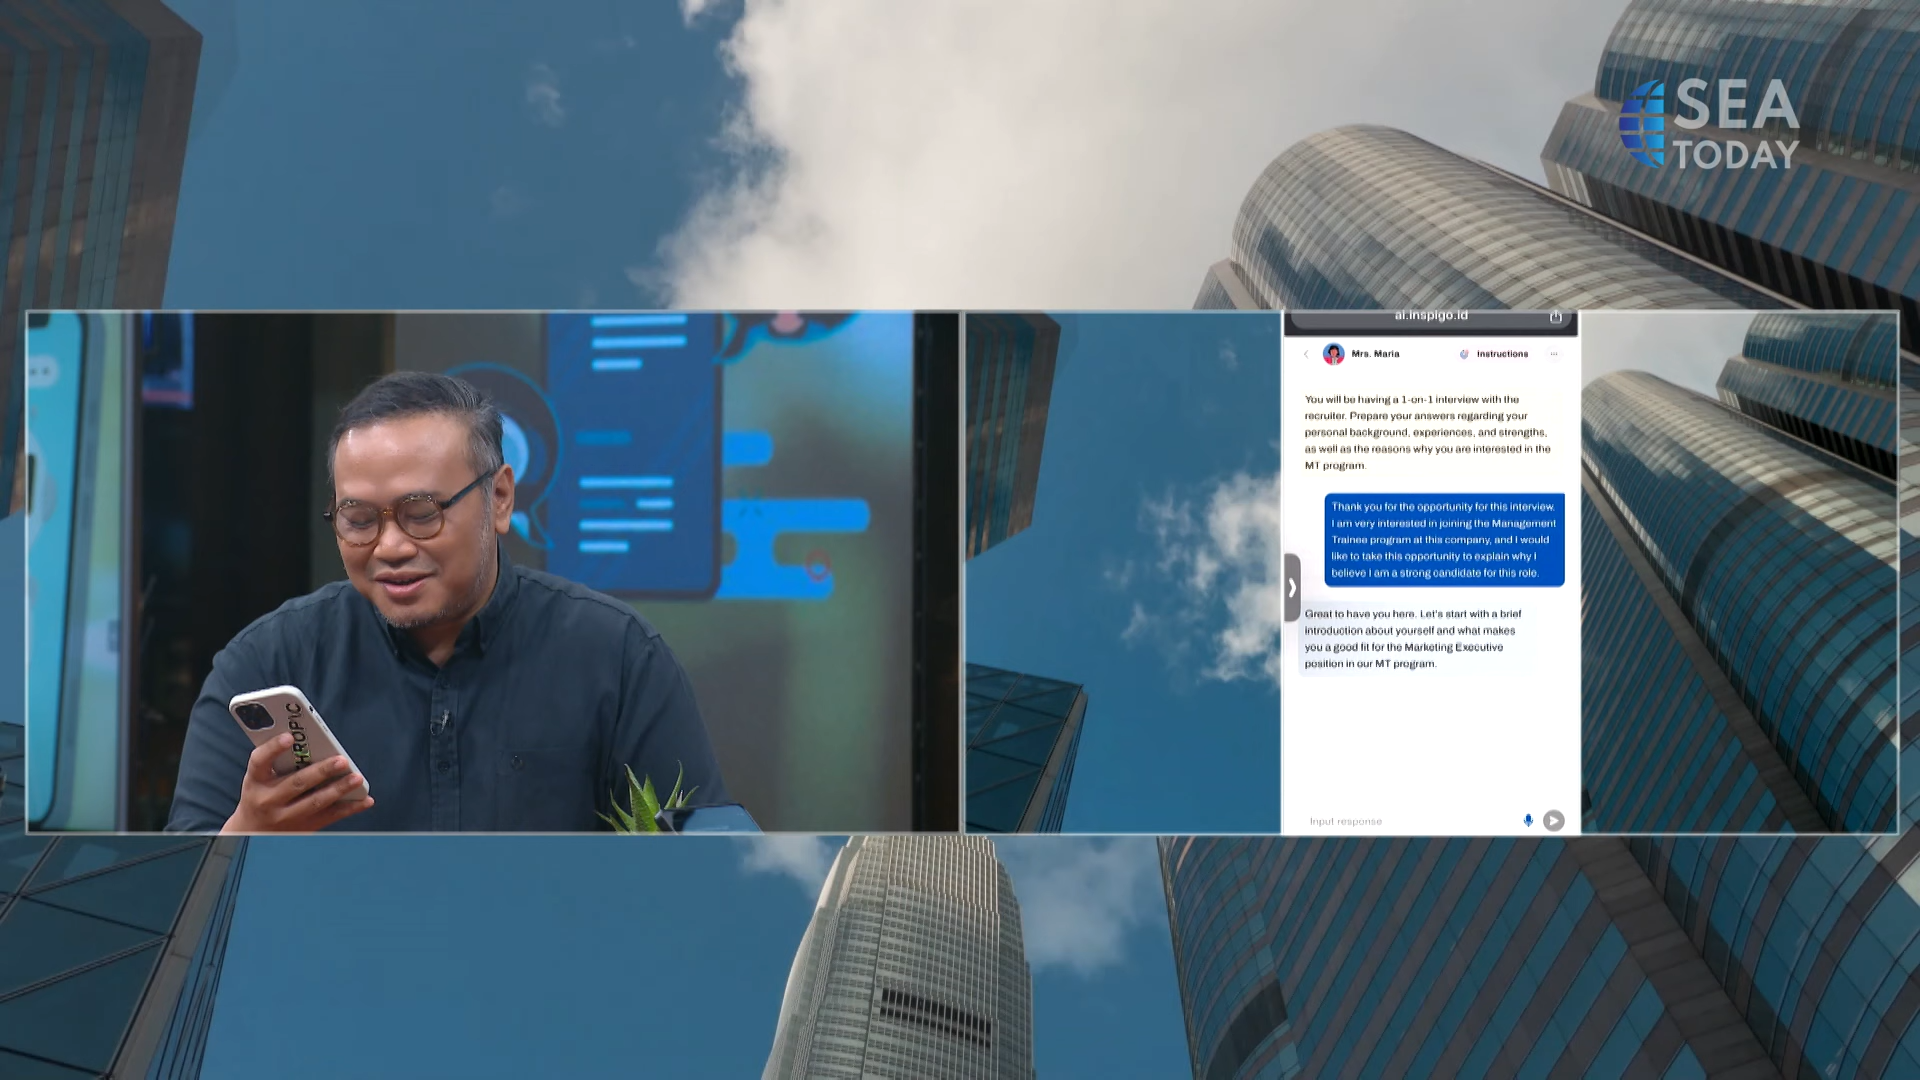 SEA
TODAY
ai.inspigo.id
Mrs. Maria
Instructions
You will be having a 1-on-1 interview with the
recruiter. Prepare your answers regarding your
personal background, experiences, and strengths,
as well as the reasons why you are interested in the
MT program.
Thank you for the opportunity for this interview.
I am very interested in joining the Management
Trainee program at this company, and I would
like to take this opportunity to explain why I
believe I am a strong candidate for this role.
Great to have you here. Let's start with a brief
introduction about yourself and what makes
you a good fit for the Marketing Executive
position in our MT program.
Input response